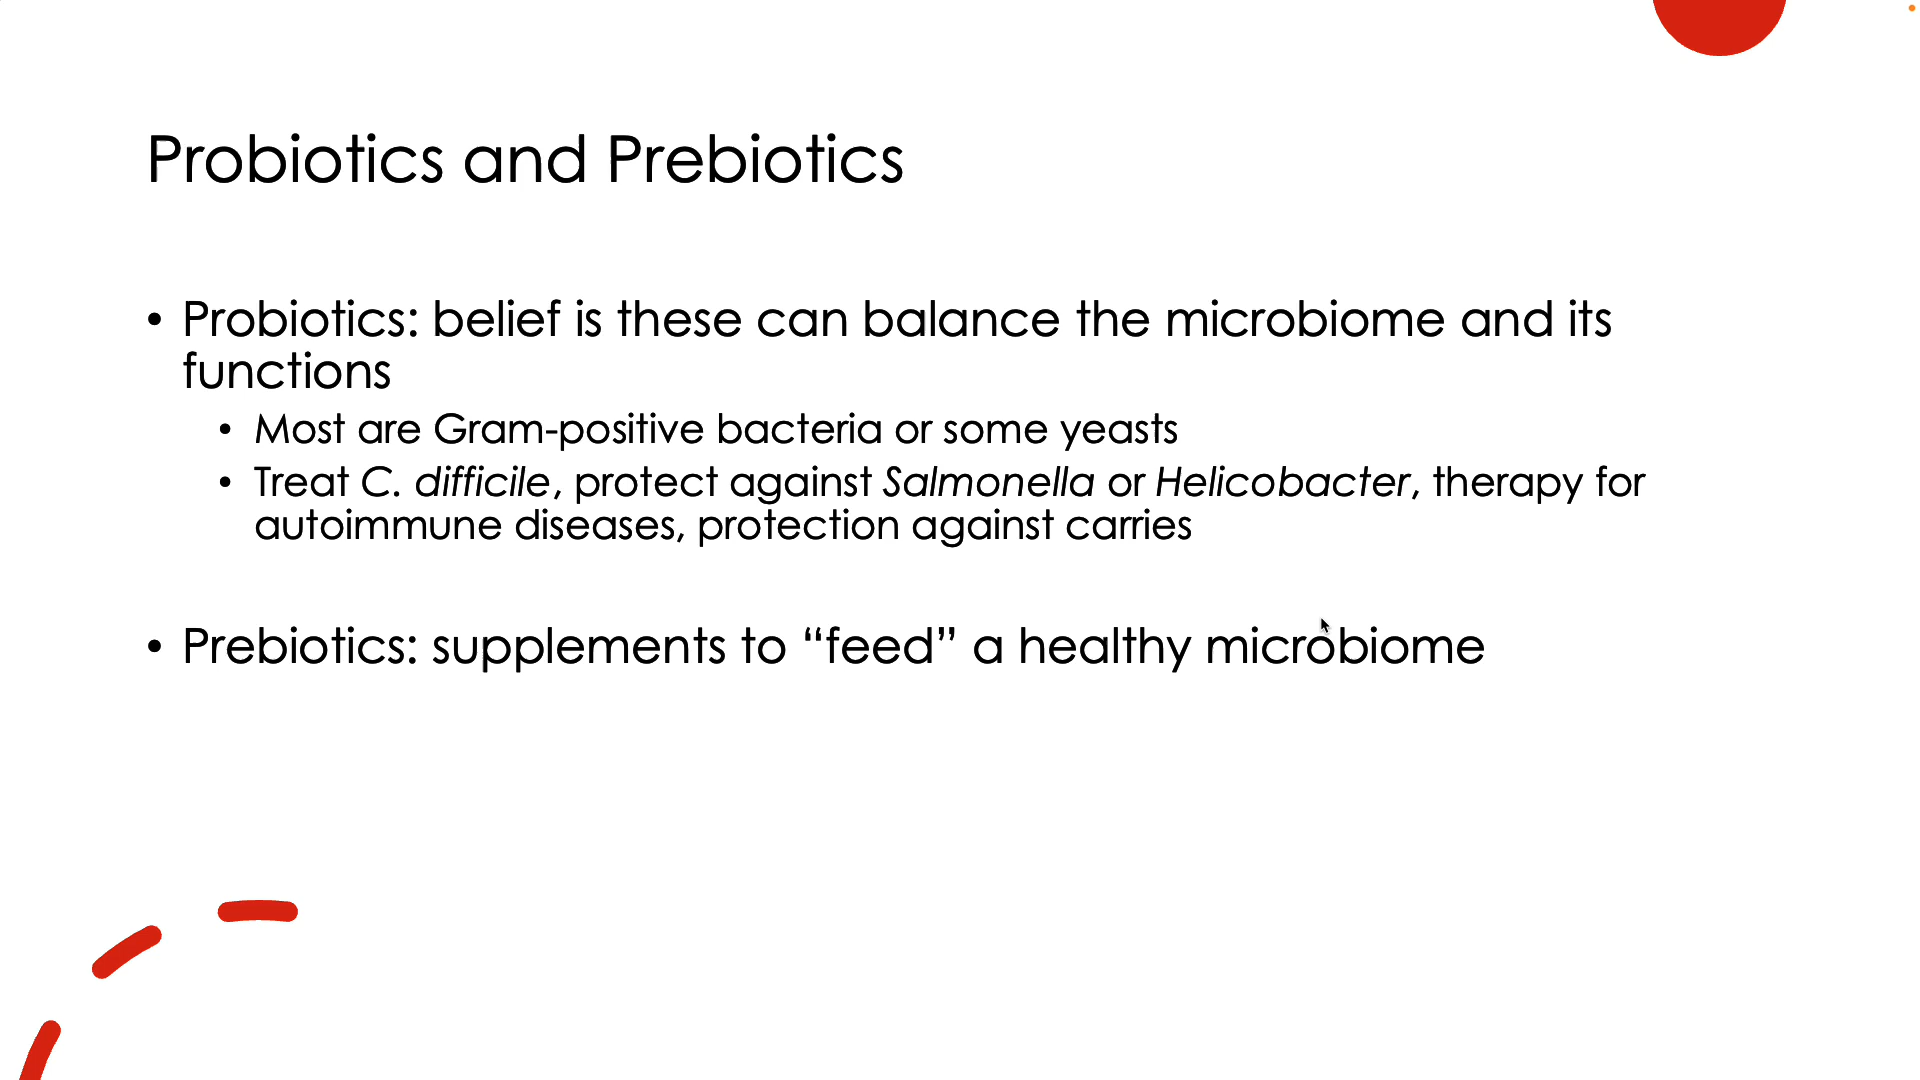 Probiotics and Prebiotics
• Probiotics: belief is these can balance the microbiome and its
functions
• Most are Gram-positive bacteria or some yeasts
• Treat C. difficile, protect against Salmonella or Helicobacter, therapy for
autoimmune diseases, protection against carries
• Prebiotics: supplements to “feed” a healthy microbiome